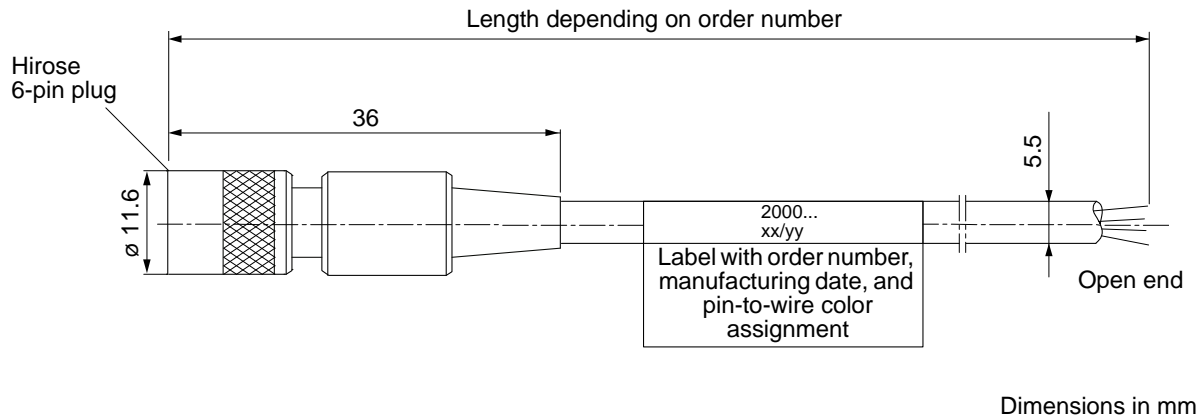 Length depending on order number
Hirose
6-pin plug
36
5.5
ø 11.6
2000...
xx/yy
Label with order number,
manufacturing date, and
pin-to-wire color
assignment
Open end
Dimensions in mm